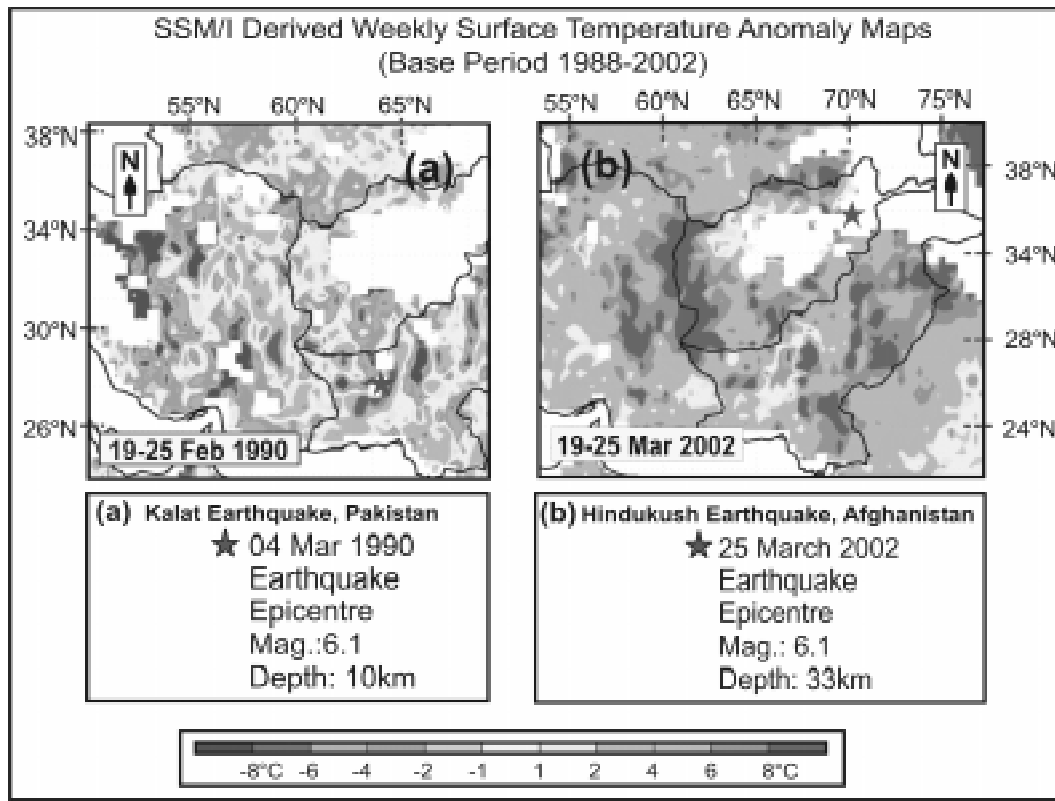 SSM/I Derived Weekly Surface Temperature Anomaly Maps
(Base Period 1988-2002)
55°N 60°N 65°N
55°N 60°N 65°N 70°N 75°N
38°N
34°N
30°N
26°N
N
(a)
19-25 Feb 1990
(b)
N
19-25 Mar 2002
38°N
34°N
28°N
24°N
(a) Kalat Earthquake, Pakistan
★ 04 Mar 1990
Earthquake
Epicentre
Mag.:6.1
Depth: 10km
(b) Hindukush Earthquake, Afghanistan
★ 25 March 2002
Earthquake
Epicentre
Mag.: 6.1
Depth: 33km
-8°C -6 -4 -2 -1 1 2 4 6 8°C